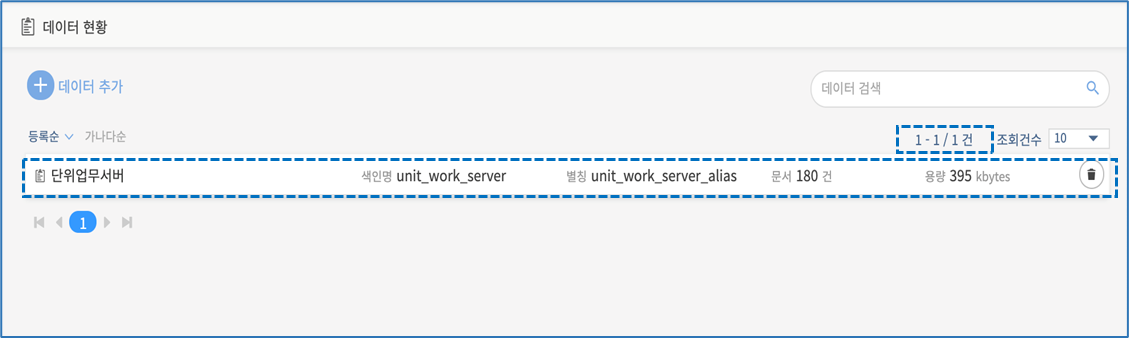 데이터 현황
데이터 추가
데이터 검색
등록순 가나다순 1 - 1 / 1 건 조회건수 10
단위업무서버 색인명 unit_work_server 별칭 unit_work_server_alias 문서 180 건 용량 395 kbytes
1